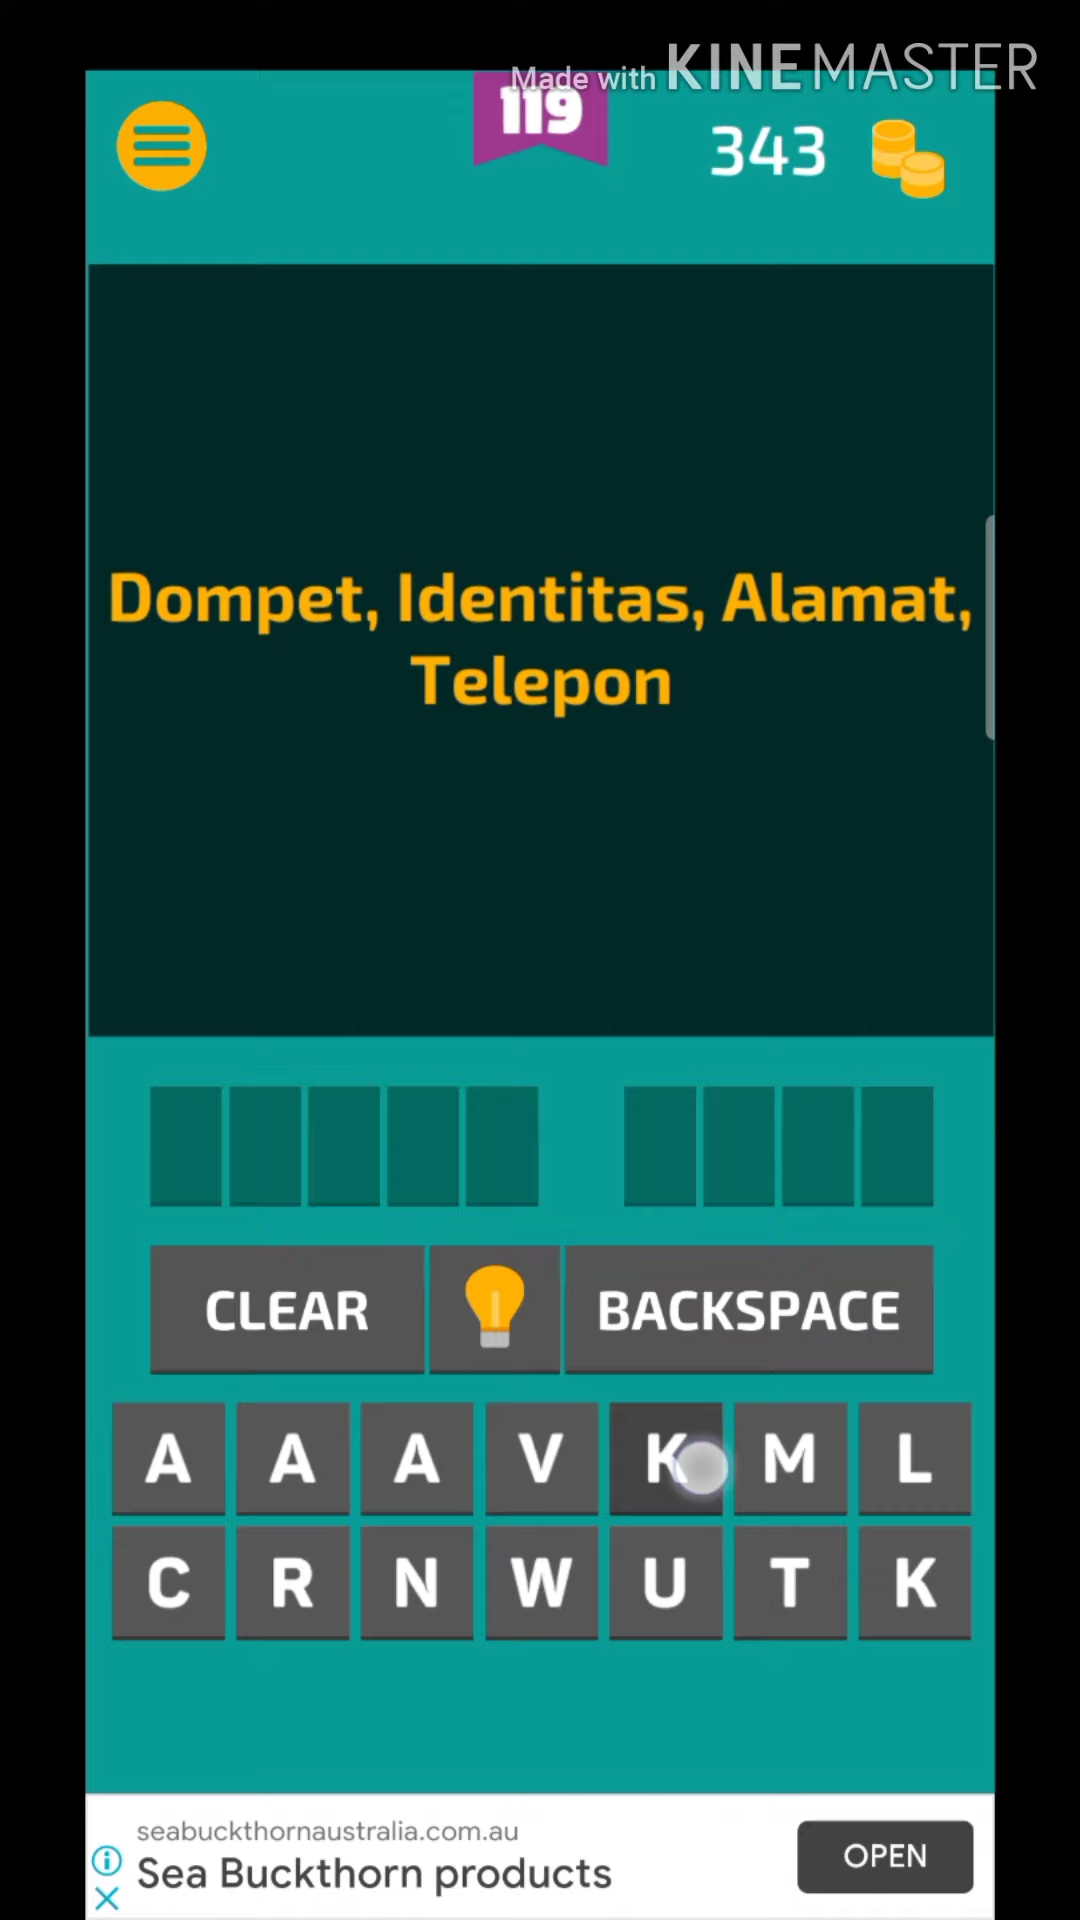 Made with KINEMASTER
119
343
Dompet, Identitas, Alamat,
Telepon
CLEAR
BACKSPACE
A A A V K M L
C R N W U T K
seabuckthornaustralia.com.au
Sea Buckthorn products
OPEN